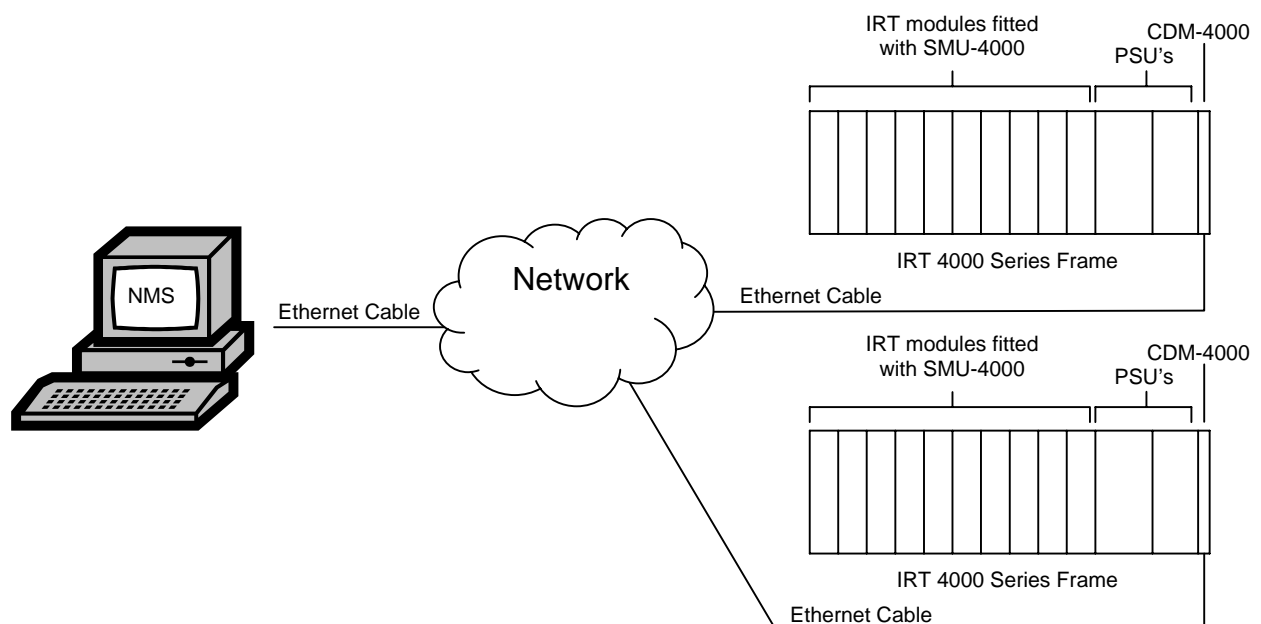 IRT modules fitted
with SMU-4000
CDM-4000
PSU's
IRT 4000 Series Frame
NMS
Ethernet Cable
Network
Ethernet Cable
IRT modules fitted
with SMU-4000
CDM-4000
PSU's
IRT 4000 Series Frame
Ethernet Cable